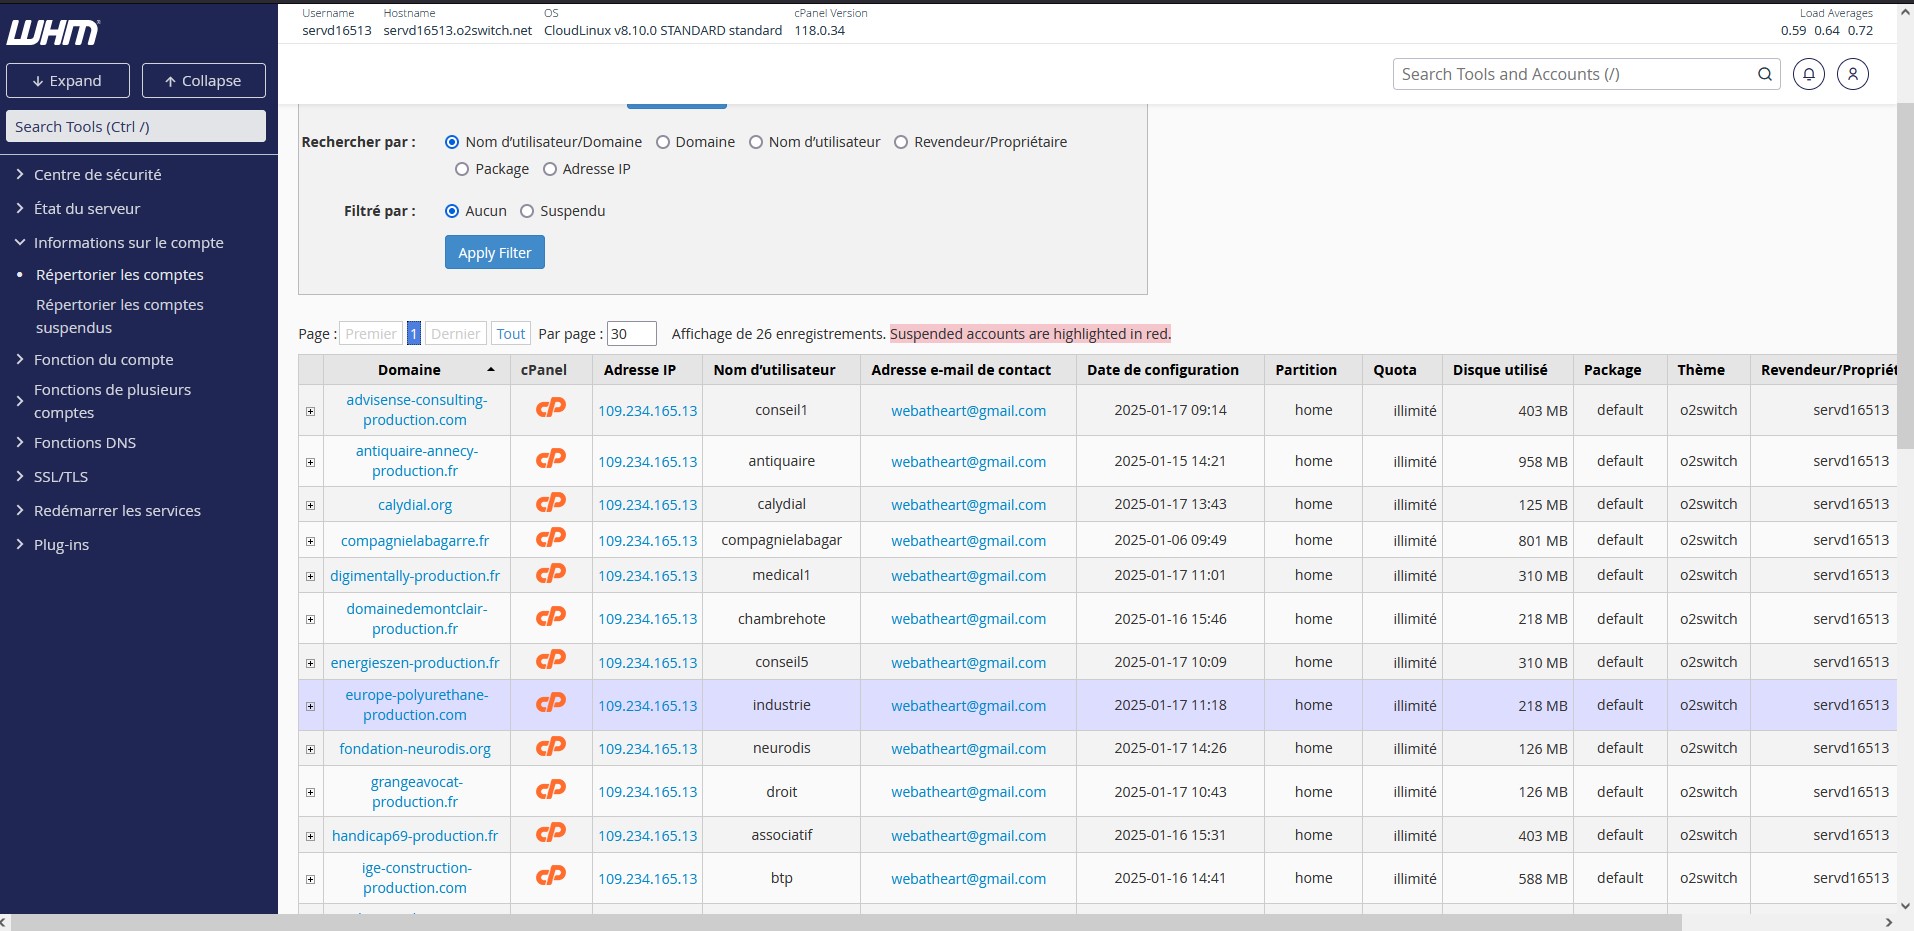 WHM
Username Hostname OS cPanel Version Load Averages
servd16513 servd16513.o2switch.net CloudLinux v8.10.0 STANDARD standard 118.0.34 0.59 0.64 0.72
Expand Collapse
Search Tools and Accounts (/)
Search Tools (Ctrl /)
Centre de sécurité
État du serveur
Informations sur le compte
Répertorier les comptes
Répertorier les comptes
suspendus
Fonction du compte
Fonctions de plusieurs
comptes
Fonctions DNS
SSL/TLS
Redémarrer les services
Plug-ins
Rechercher par : Nom d’utilisateur/Domaine Domaine Nom d’utilisateur Revendeur/Propriétaire
Package Adresse IP
Filtré par : Aucun Suspendu
Apply Filter
Page : Premier 1 Dernier Tout Par page : 30 Affichage de 26 enregistrements. Suspended accounts are highlighted in red.
Domaine cPanel Adresse IP Nom d’utilisateur Adresse e-mail de contact Date de configuration Partition Quota Disque utilisé Package Thème Revendeur/Propriét
advisense-consulting-
production.com cP 109.234.165.13 conseil1 webatheart@gmail.com 2025-01-17 09:14 home illimité 403 MB default o2switch servd16513
antiquaire-annecy-
production.fr cP 109.234.165.13 antiquaire webatheart@gmail.com 2025-01-15 14:21 home illimité 958 MB default o2switch servd16513
calydial.org cP 109.234.165.13 calydial webatheart@gmail.com 2025-01-17 13:43 home illimité 125 MB default o2switch servd16513
compagnielabagarre.fr cP 109.234.165.13 compagnielabagar webatheart@gmail.com 2025-01-06 09:49 home illimité 801 MB default o2switch servd16513
digimentally-production.fr cP 109.234.165.13 medical1 webatheart@gmail.com 2025-01-17 11:01 home illimité 310 MB default o2switch servd16513
domainedemontclair-
production.fr cP 109.234.165.13 chambrehote webatheart@gmail.com 2025-01-16 15:46 home illimité 218 MB default o2switch servd16513
energieszen-production.fr cP 109.234.165.13 conseil5 webatheart@gmail.com 2025-01-17 10:09 home illimité 310 MB default o2switch servd16513
europe-polyurethane-
production.com cP 109.234.165.13 industrie webatheart@gmail.com 2025-01-17 11:18 home illimité 218 MB default o2switch servd16513
fondation-neurodis.org cP 109.234.165.13 neurodis webatheart@gmail.com 2025-01-17 14:26 home illimité 126 MB default o2switch servd16513
grangeavocat-
production.fr cP 109.234.165.13 droit webatheart@gmail.com 2025-01-17 10:43 home illimité 126 MB default o2switch servd16513
handicap69-production.fr cP 109.234.165.13 associatif webatheart@gmail.com 2025-01-16 15:31 home illimité 403 MB default o2switch servd16513
ige-construction-
production.com cP 109.234.165.13 btp webatheart@gmail.com 2025-01-16 14:41 home illimité 588 MB default o2switch servd16513